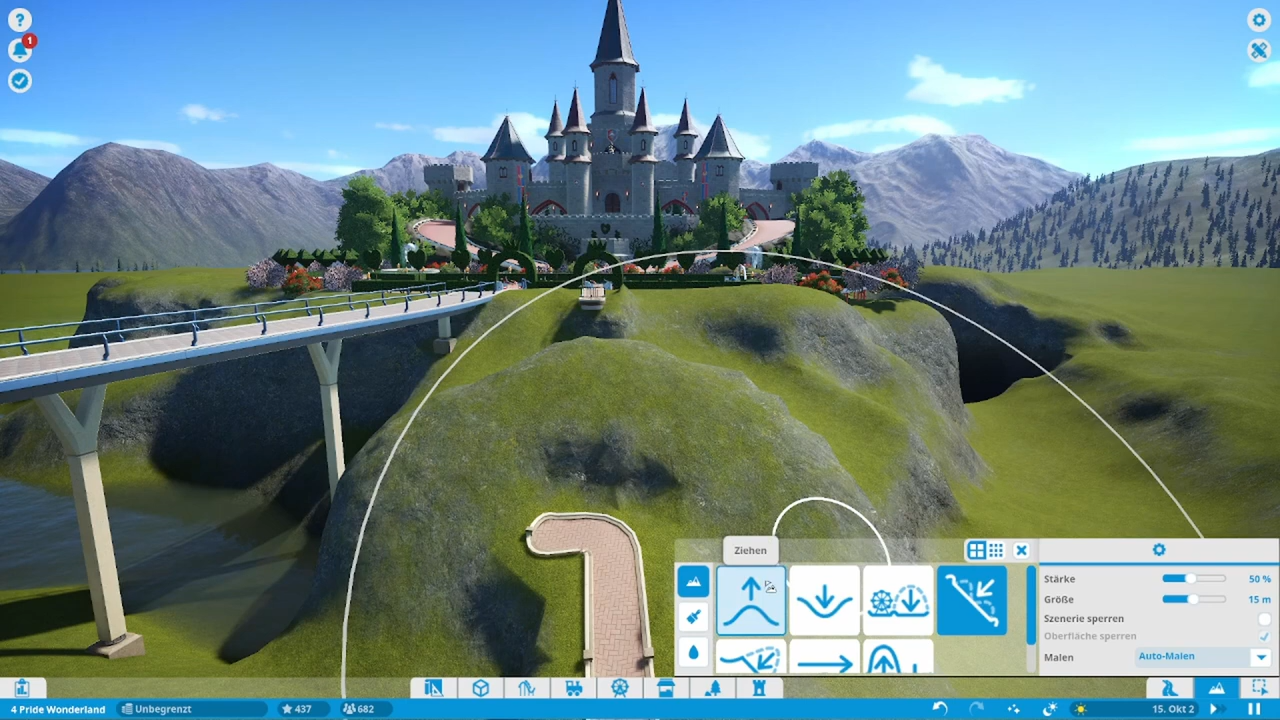 ?
1
Ziehen
Stärke 50 %
Größe 15 m
Szenerie sperren
Oberfläche sperren
Malen Auto-Malen
4 Pride Wonderland Unbegrenzt 437 682 15. Okt 2